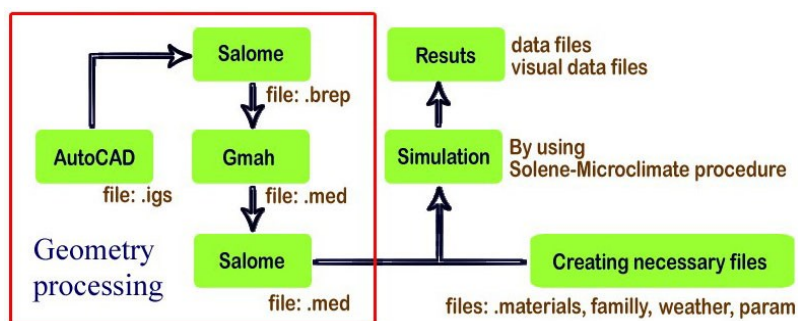 Salome
file: .brep
AutoCAD
file: .igs
Gmah
file: .med
Salome
file: .med
Geometry
processing
Resuts
data files
visual data files
Simulation
By using
Solene-Microclimate procedure
Creating necessary files
files: .materials, familly, weather, param